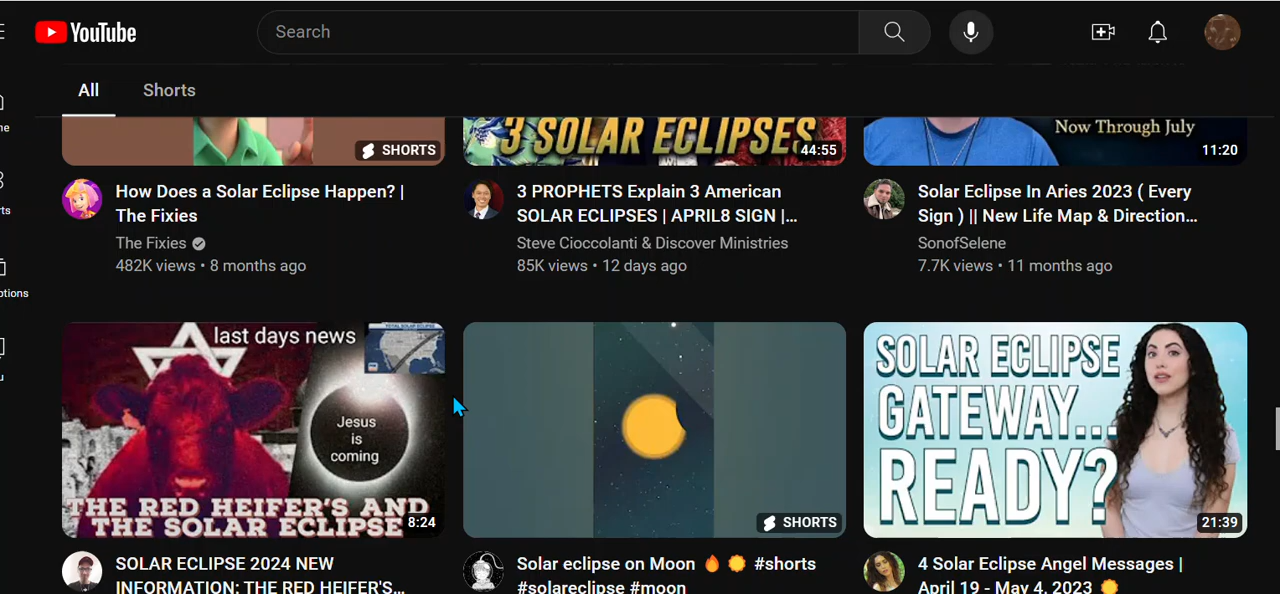 YouTube
Search
All
Shorts
SHORTS
3 SOLAR ECLIPSES
44:55
Now Through July
11:20
How Does a Solar Eclipse Happen? |
The Fixies
The Fixies
482K views • 8 months ago
3 PROPHETS Explain 3 American
SOLAR ECLIPSES | APRIL8 SIGN |...
Steve Cioccolanti & Discover Ministries
85K views • 12 days ago
Solar Eclipse In Aries 2023 ( Every
Sign ) || New Life Map & Direction...
SonofSelene
7.7K views • 11 months ago
last days news
Jesus
is
coming
THE RED HEIFER'S AND
THE SOLAR ECLIPSE
8:24
SHORTS
SOLAR ECLIPSE
GATEWAY...
READY?
21:39
SOLAR ECLIPSE 2024 NEW
INFORMATION: THE RED HEIFER'S...
Solar eclipse on Moon 🔥 🌞 #shorts
#solareclipse #moon
4 Solar Eclipse Angel Messages |
April 19 - May 4, 2023 🌞